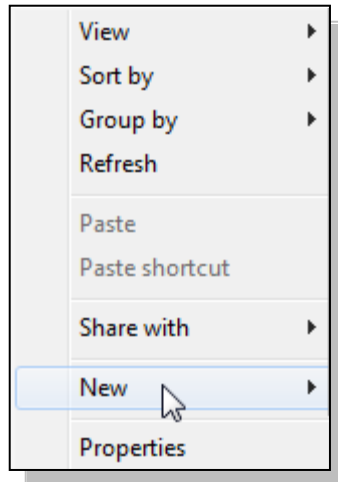 View
Sort by
Group by
Refresh
Paste
Paste shortcut
Share with
New
Properties